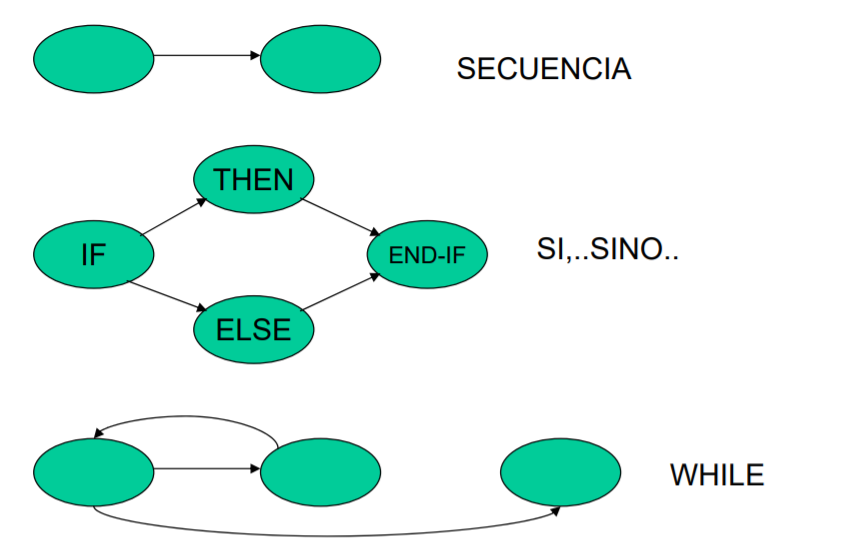 SECUENCIA
THEN
IF
END-IF
SI,..SINO..
ELSE
WHILE